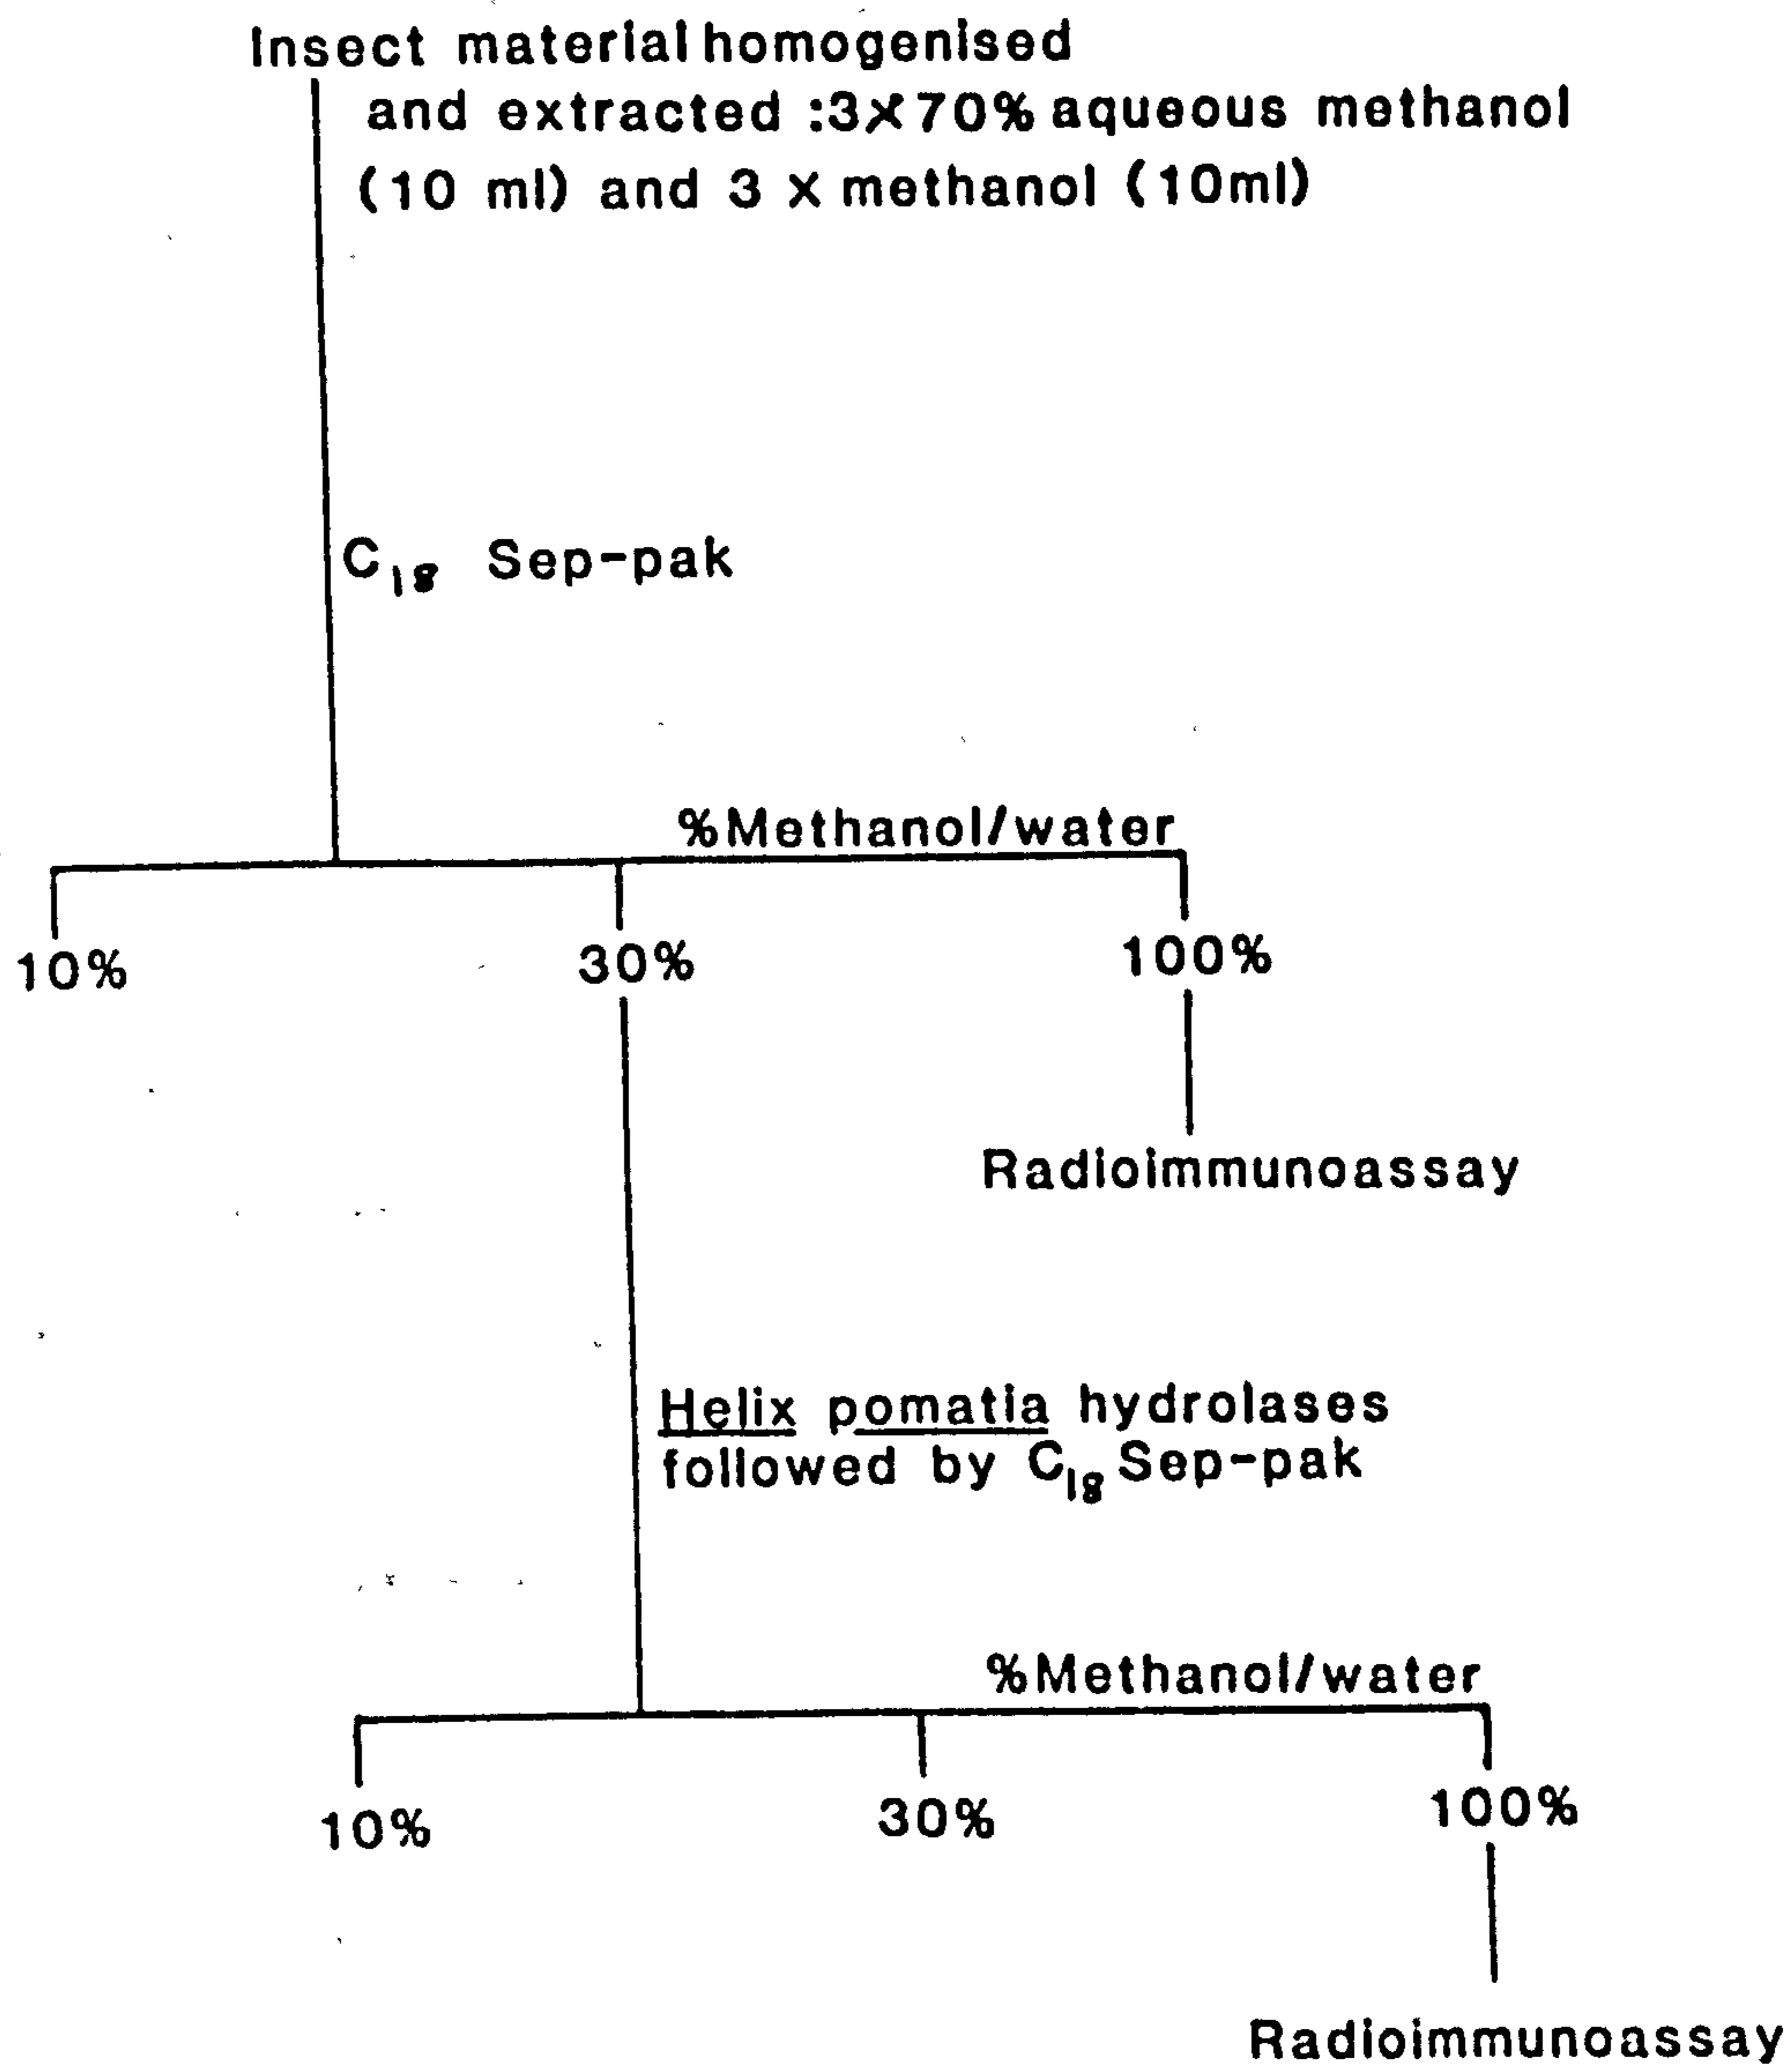 Insect material homogenised
and extracted :3×70% aqueous methanol
(10 ml) and 3 × methanol (10ml)
C₁₈ Sep-pak
%Methanol/water
10%
30%
100%
Radioimmunoassay
Helix pomatia hydrolases
followed by C₁₈ Sep-pak
%Methanol/water
10%
30%
100%
Radioimmunoassay